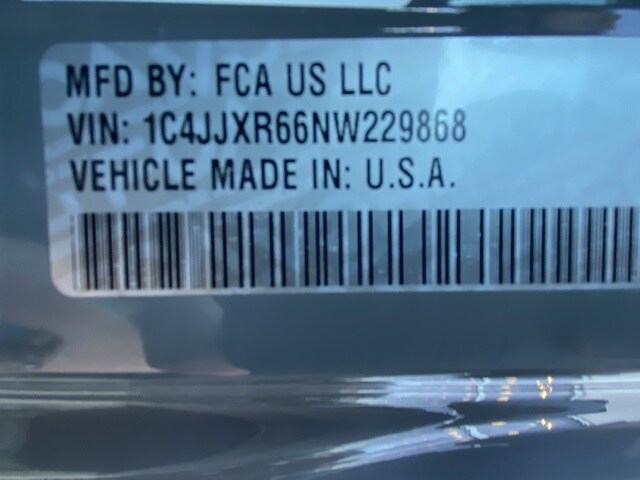 MFD BY: FCA US LLC
VIN: 1C4JJXR66NW229868
VEHICLE MADE IN: U.S.A.